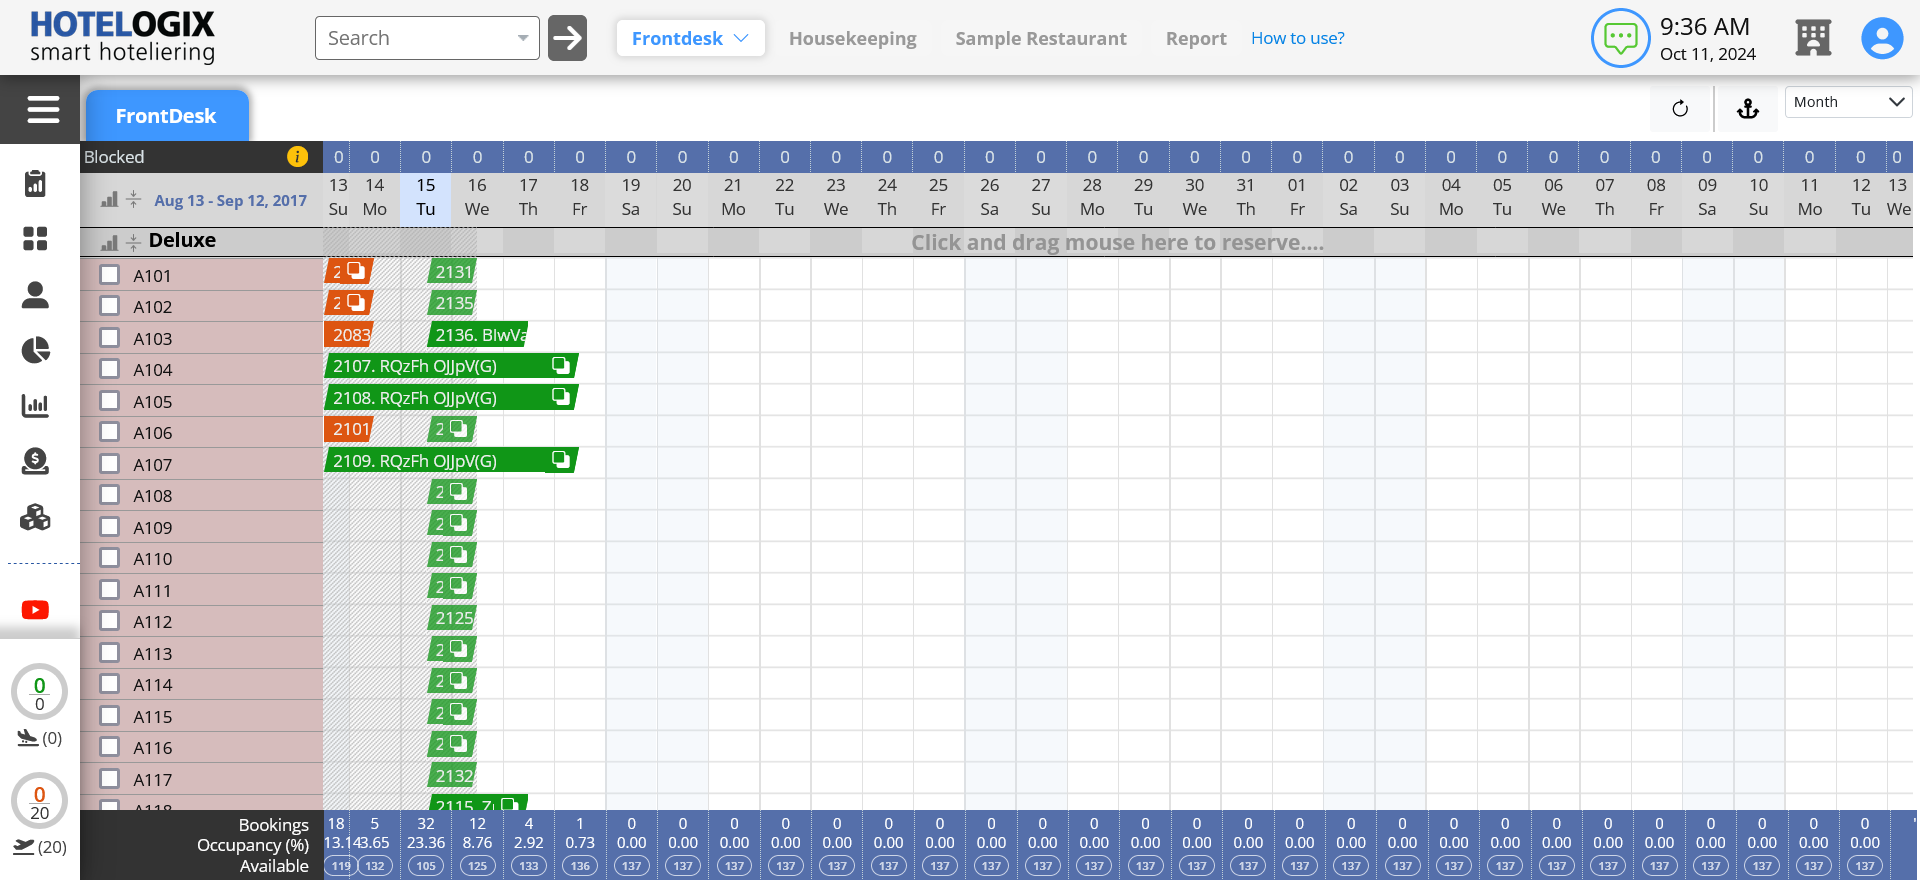 HOTELOGIX
smart hoteliering
Search
Frontdesk
Housekeeping
Sample Restaurant
Report
How to use?
9:36 AM
Oct 11, 2024
FrontDesk
Month
Blocked 0 0 0 0 0 0 0 0 0 0 0 0 0 0 0 0 0 0 0 0 0 0 0 0 0 0 0 0 0 0 0 0
Aug 13 - Sep 12, 2017
13 14 15 16 17 18 19 20 21 22 23 24 25 26 27 28 29 30 31 01 02 03 04 05 06 07 08 09 10 11 12 13
Su Mo Tu We Th Fr Sa Su Mo Tu We Th Fr Sa Su Mo Tu We Th Fr Sa Su Mo Tu We Th Fr Sa Su Mo Tu We
Deluxe
Click and drag mouse here to reserve....
A101 2 2131
A102 2 2135
A103 2083 2136. BIwVa
A104 2107. RQzFh OJJpV(G)
A105 2108. RQzFh OJJpV(G)
A106 2101 2
A107 2109. RQzFh OJJpV(G)
A108 2
A109 2
A110 2
A111 2
A112 2125
A113 2
A114 2
A115 2
A116 2
A117 2132
A118 2115.
0
0
(0)
0
20
(20)
Bookings 18 5 32 12 4 1 0 0 0 0 0 0 0 0 0 0 0 0 0 0 0 0 0 0 0 0 0 0 0 0 0
Occupancy (%) 13.14 3.65 23.36 8.76 2.92 0.73 0.00 0.00 0.00 0.00 0.00 0.00 0.00 0.00 0.00 0.00 0.00 0.00 0.00 0.00 0.00 0.00 0.00 0.00 0.00 0.00 0.00 0.00 0.00 0.00 0.00
Available 119 132 105 125 133 136 137 137 137 137 137 137 137 137 137 137 137 137 137 137 137 137 137 137 137 137 137 137 137 137 137